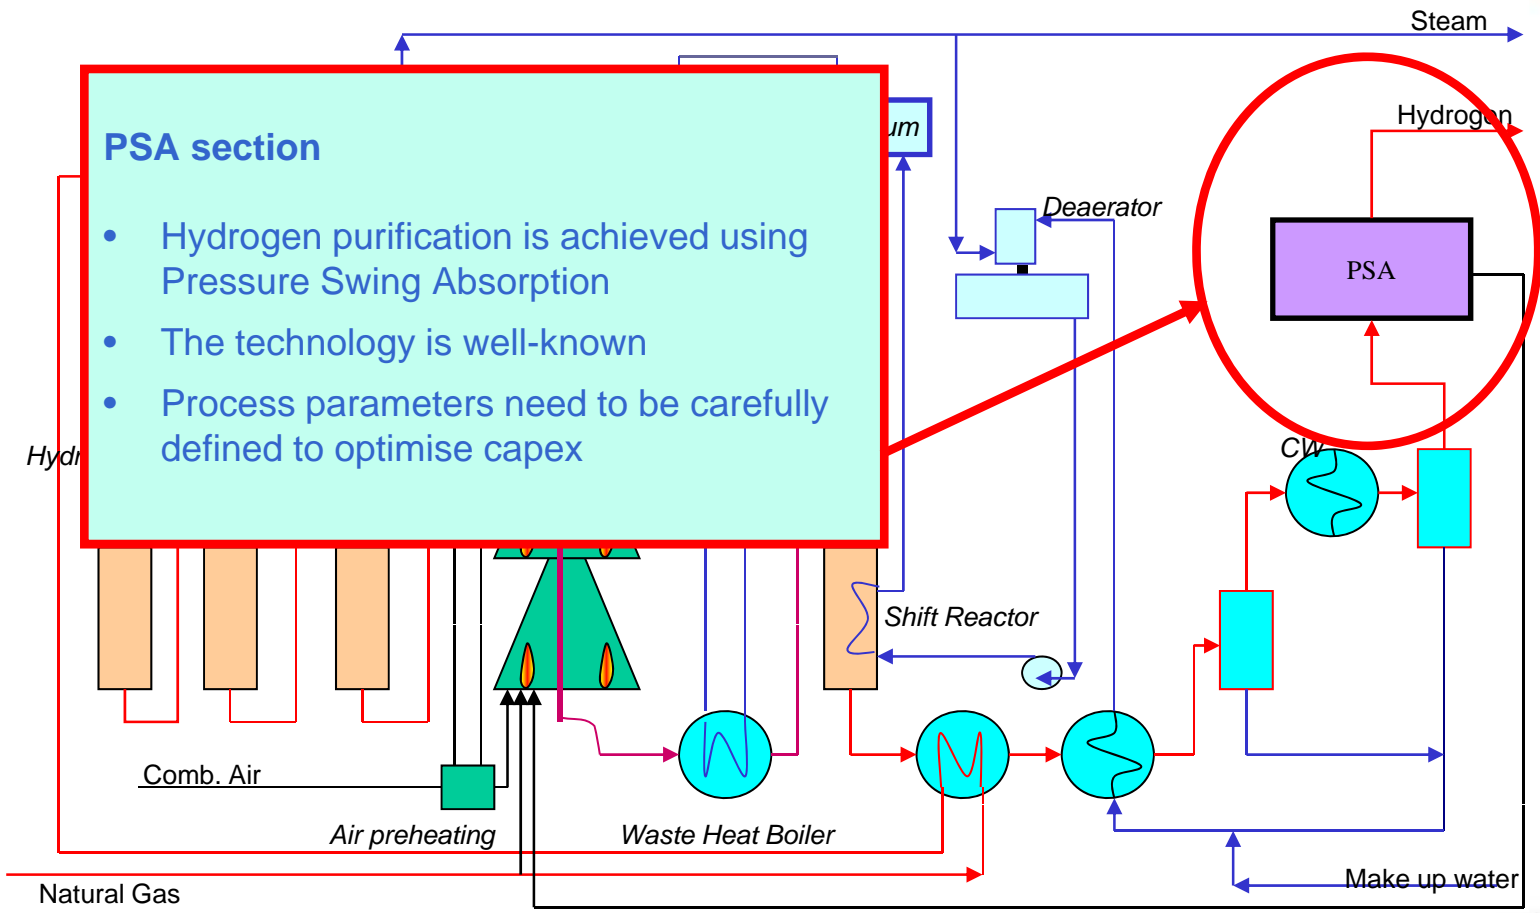 Steam
Hydrogen
PSA section
Deaerator
• Hydrogen purification is achieved using
Pressure Swing Absorption
PSA
• The technology is well-known
• Process parameters need to be carefully
defined to optimise capex
CW
Shift Reactor
Comb. Air
Air preheating
Waste Heat Boiler
Natural Gas
Make up water